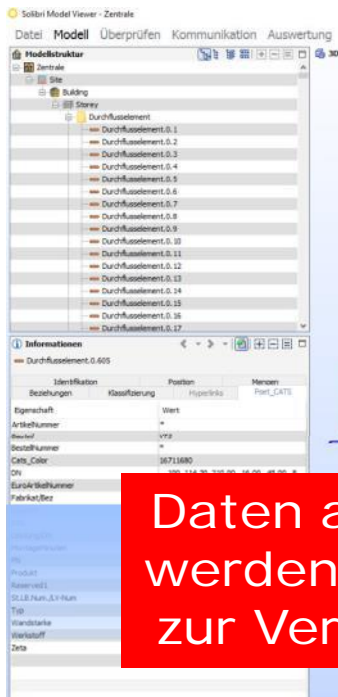 Solibri Model Viewer - Zentrale
Datei Modell Überprüfen Kommunikation Auswertung
Modellstruktur
3D
Zentrale
Site
Building
Storey
Durchflusselement
Durchflusselement.0.1
Durchflusselement.0.2
Durchflusselement.0.3
Durchflusselement.0.4
Durchflusselement.0.5
Durchflusselement.0.6
Durchflusselement.0.7
Durchflusselement.0.8
Durchflusselement.0.9
Durchflusselement.0.10
Durchflusselement.0.11
Durchflusselement.0.12
Durchflusselement.0.13
Durchflusselement.0.14
Durchflusselement.0.15
Durchflusselement.0.16
Durchflusselement.0.17
Informationen
Durchflusselement.0.605
Identifikation Position Mengen
Beziehungen Klassifizierung Hyperlinks Pset_CATS
Eigenschaft Wert
ArtikelNummer *
Bauteil
BestellNummer *
Cats_Color 16711680
DN
EuroArtikelNummer
Fabrikat/Bez
Produkt
Reserved1
St.LB.Num./LV-Num
Typ
Wandstärke
Werkstoff
Zeta
Daten a
werden
zur Ver